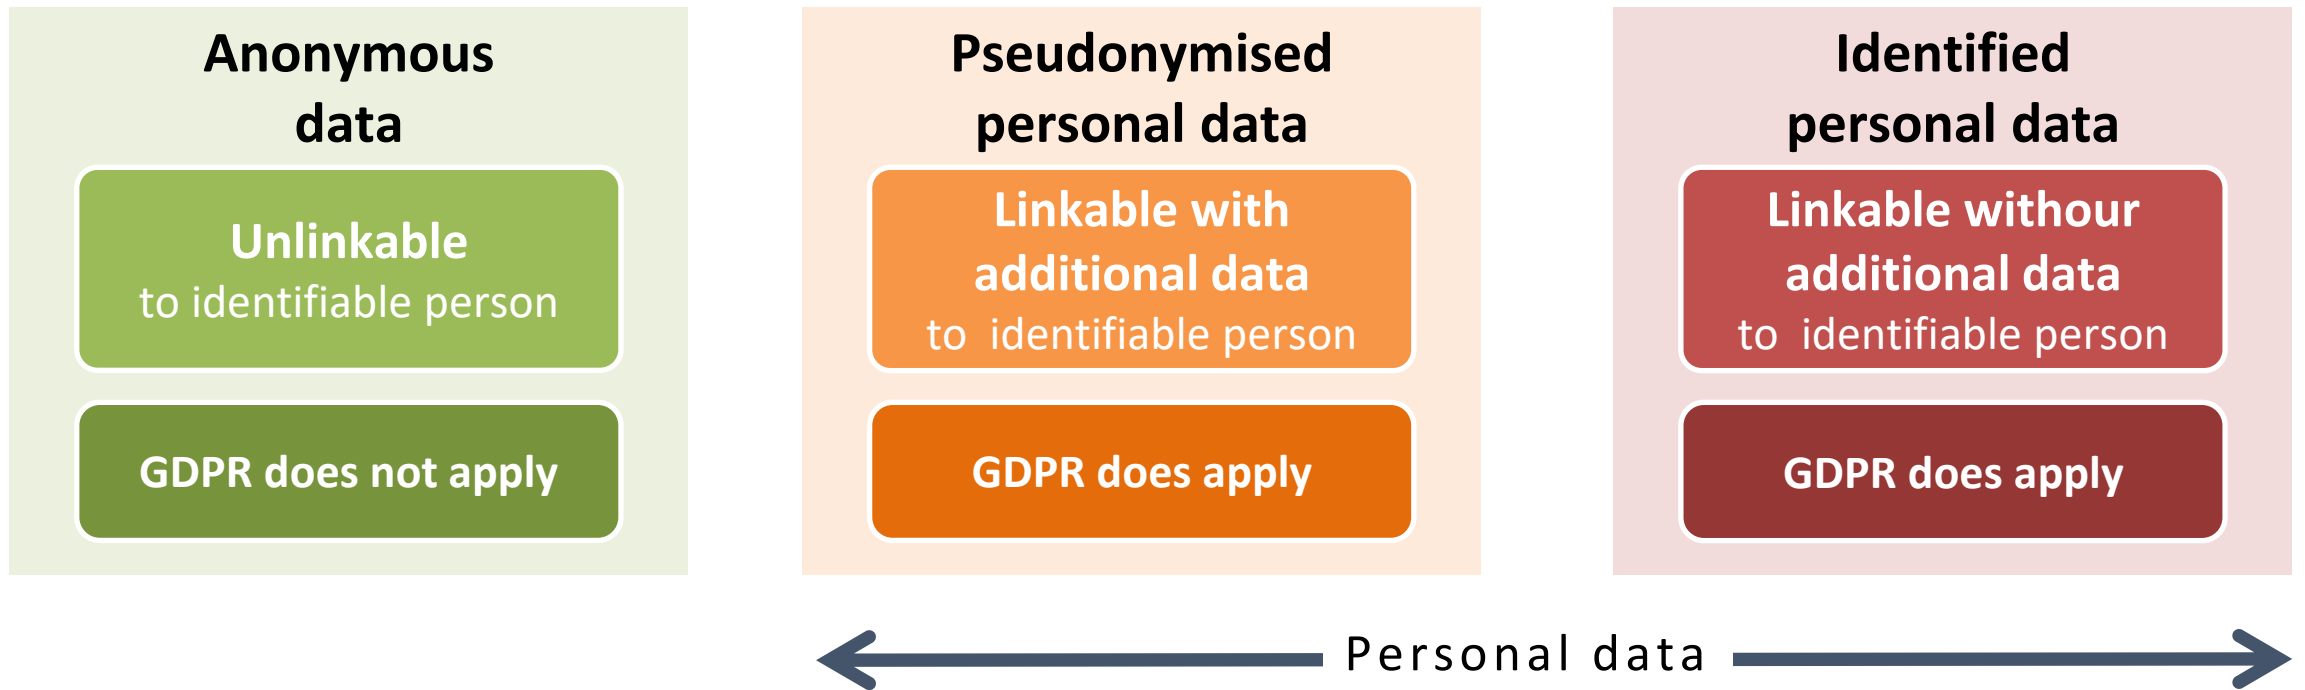 Anonymous
data
Unlinkable
to identifiable person
GDPR does not apply
Pseudonymised
personal data
Linkable with
additional data
to identifiable person
GDPR does apply
Identified
personal data
Linkable withour
additional data
to identifiable person
GDPR does apply
Personal data